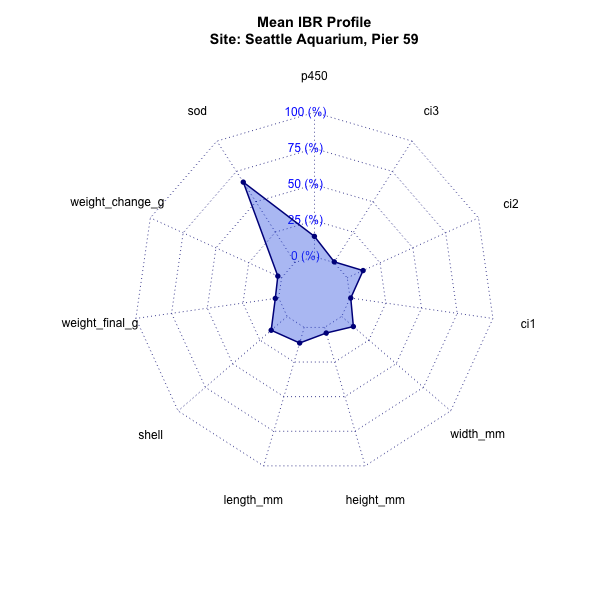 Mean IBR Profile
Site: Seattle Aquarium, Pier 59
p450
sod
100 (%)
ci3
75 (%)
50 (%)
weight_change_g
ci2
25 (%)
0 (%)
weight_final_g
ci1
shell
width_mm
length_mm
height_mm